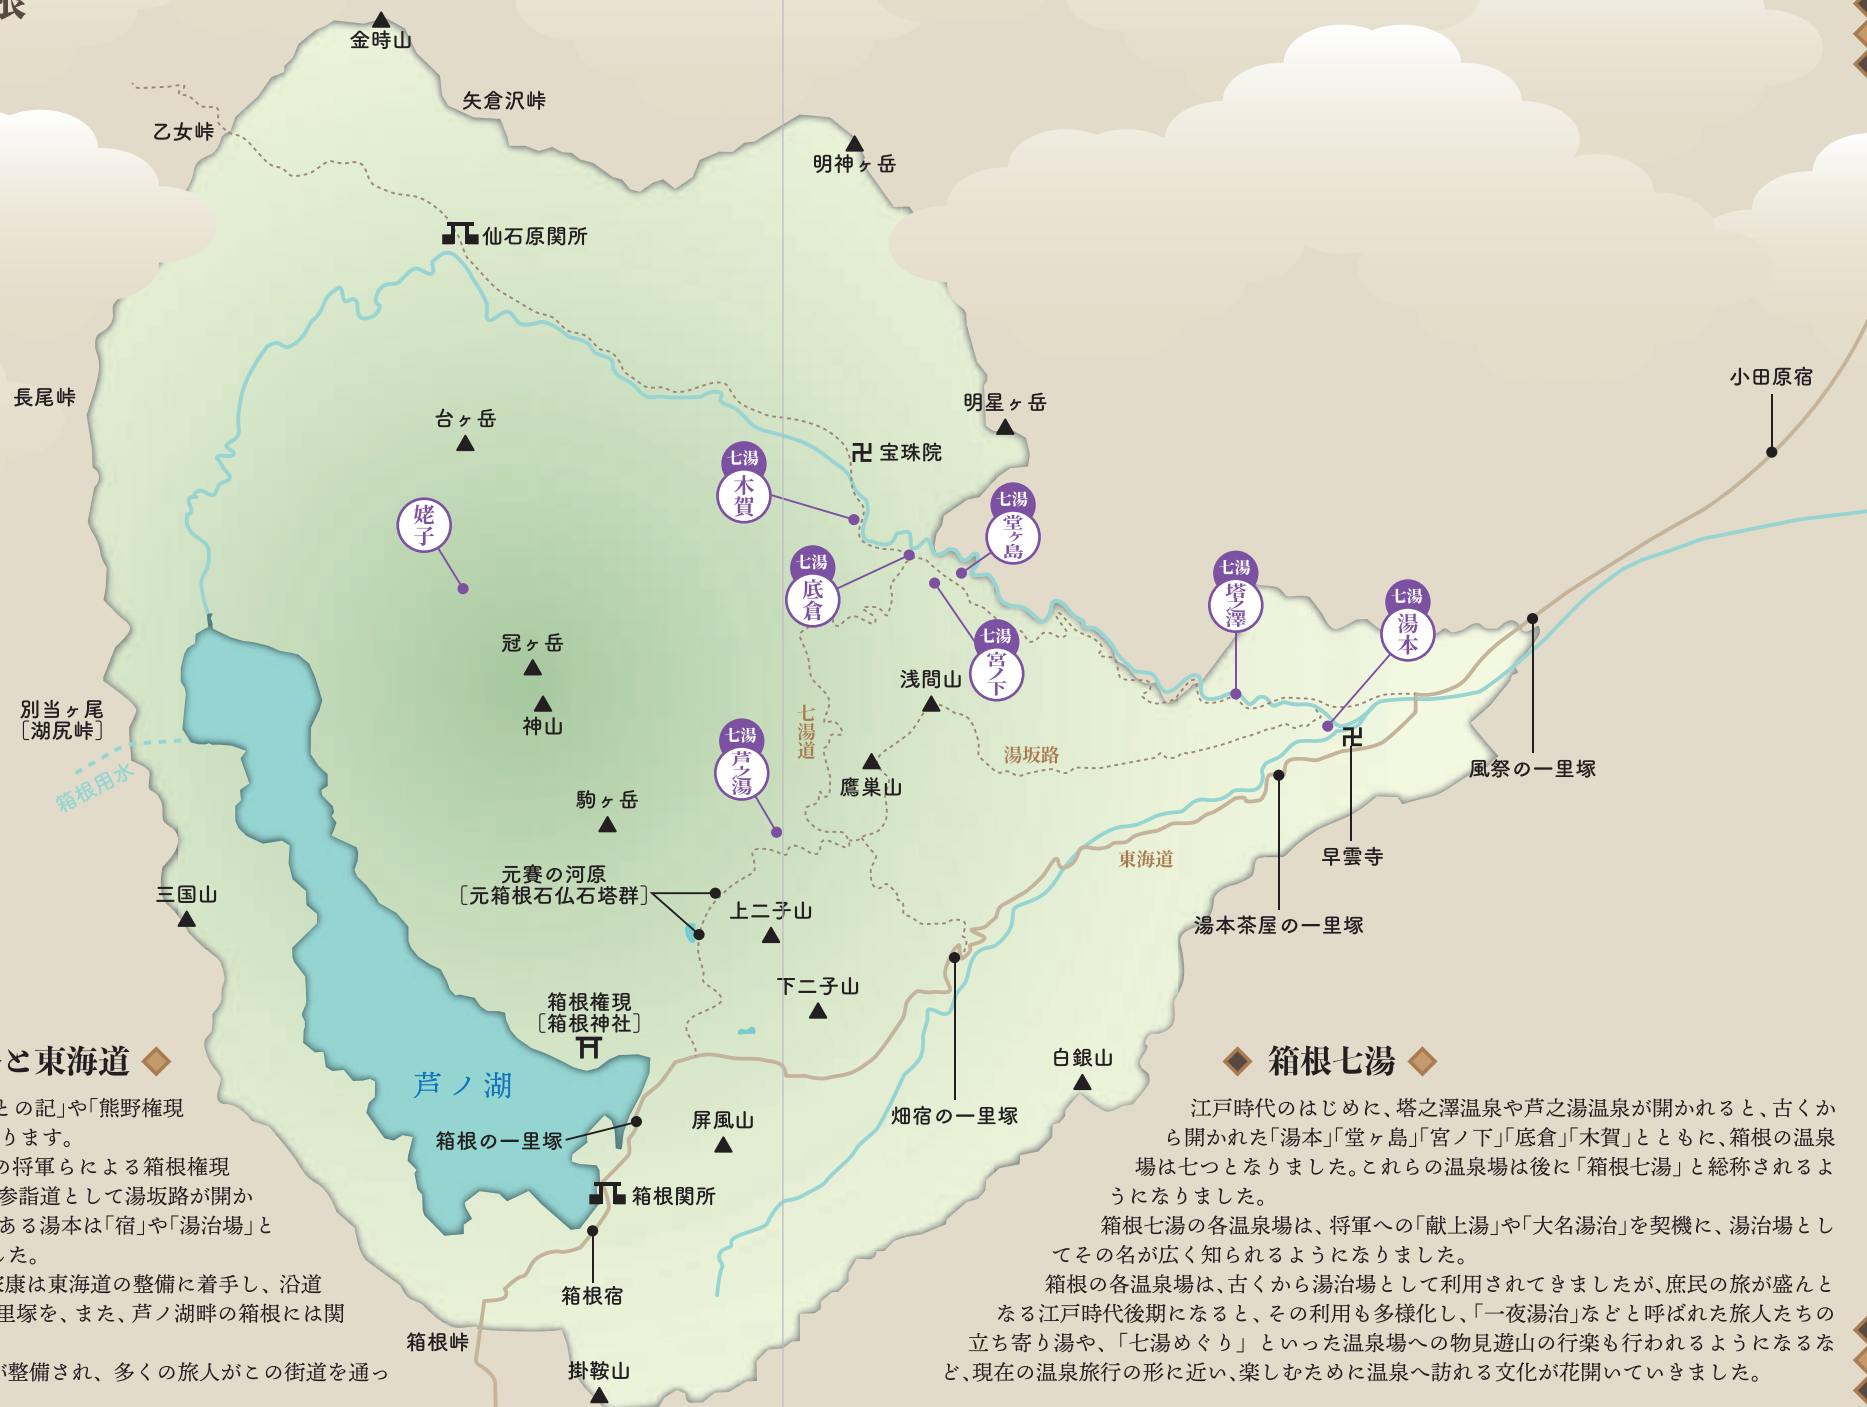 根
金時山
矢倉沢峠
乙女峠
明神ヶ岳
仙石原関所
長尾峠
台ヶ岳
明星ヶ岳
小田原宿
宝珠院
七湯
木賀
七湯
堂ヶ島
姥子
七湯
底倉
七湯
塔之澤
七湯
湯本
七湯
宮ノ下
冠ヶ岳
浅間山
神山
別当ヶ尾
［湖尻峠］
七湯道
湯坂路
七湯
芦之湯
箱根用水
鷹巣山
風祭の一里塚
駒ヶ岳
東海道
早雲寺
元賽の河原
［元箱根石仏石塔群］
三国山
上二子山
湯本茶屋の一里塚
下二子山
箱根権現
［箱根神社］
白銀山
芦ノ湖
屏風山
畑宿の一里塚
箱根の一里塚
箱根関所
箱根宿
箱根峠
掛鞍山
と東海道
との記」や「熊野権現
ります。
の将軍らによる箱根権現
参詣道として湯坂路が開か
ある湯本は「宿」や「湯治場」と
した。
家康は東海道の整備に着手し、沿道
里塚を、また、芦ノ湖畔の箱根には関
が整備され、多くの旅人がこの街道を通っ
箱根七湯
江戸時代のはじめに、塔之澤温泉や芦之湯温泉が開かれると、古くか
ら開かれた「湯本」「堂ヶ島」「宮ノ下」「底倉」「木賀」とともに、箱根の温泉
場は七つとなりました。これらの温泉場は後に「箱根七湯」と総称されるよ
うになりました。
箱根七湯の各温泉場は、将軍への「献上湯」や「大名湯治」を契機に、湯治場とし
てその名が広く知られるようになりました。
箱根の各温泉場は、古くから湯治場として利用されてきましたが、庶民の旅が盛んと
なる江戸時代後期になると、その利用も多様化し、「一夜湯治」などと呼ばれた旅人たちの
立ち寄り湯や、「七湯めぐり」といった温泉場への物見遊山の行楽も行われるようになるな
ど、現在の温泉旅行の形に近い、楽しむために温泉へ訪れる文化が花開いていきました。